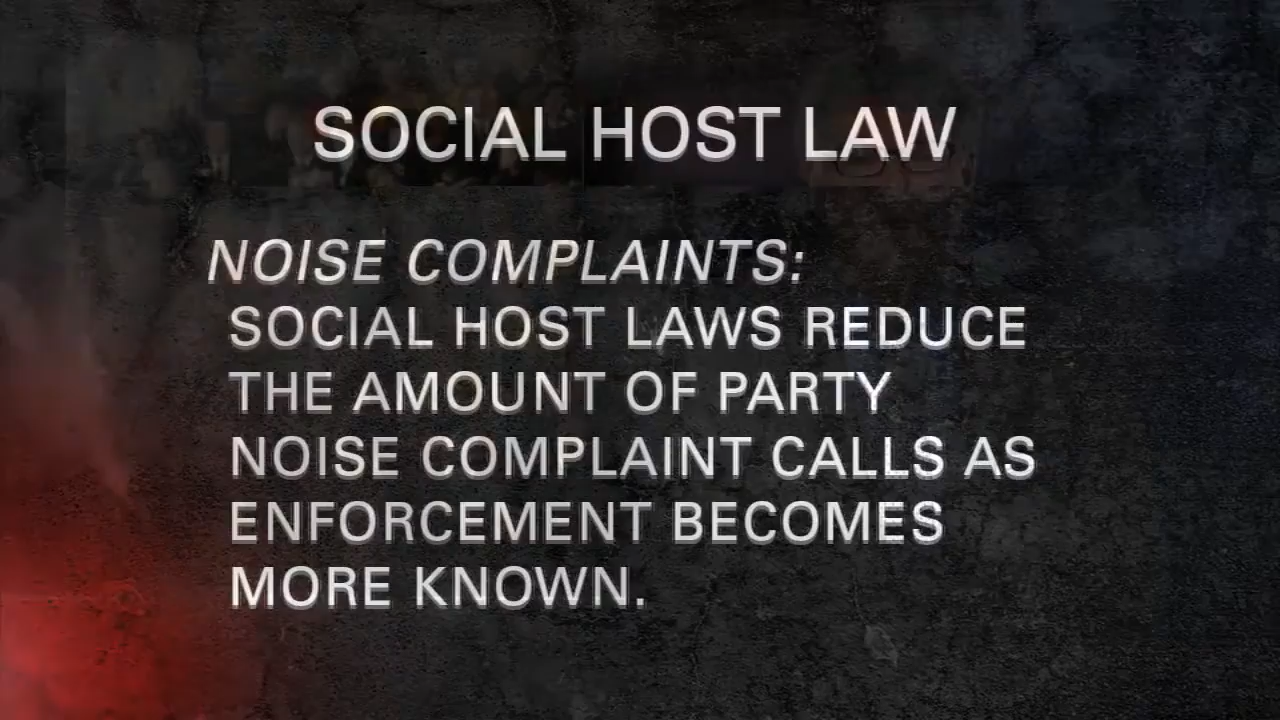 SOCIAL HOST LAW
NOISE COMPLAINTS:
SOCIAL HOST LAWS REDUCE
THE AMOUNT OF PARTY
NOISE COMPLAINT CALLS AS
ENFORCEMENT BECOMES
MORE KNOWN.